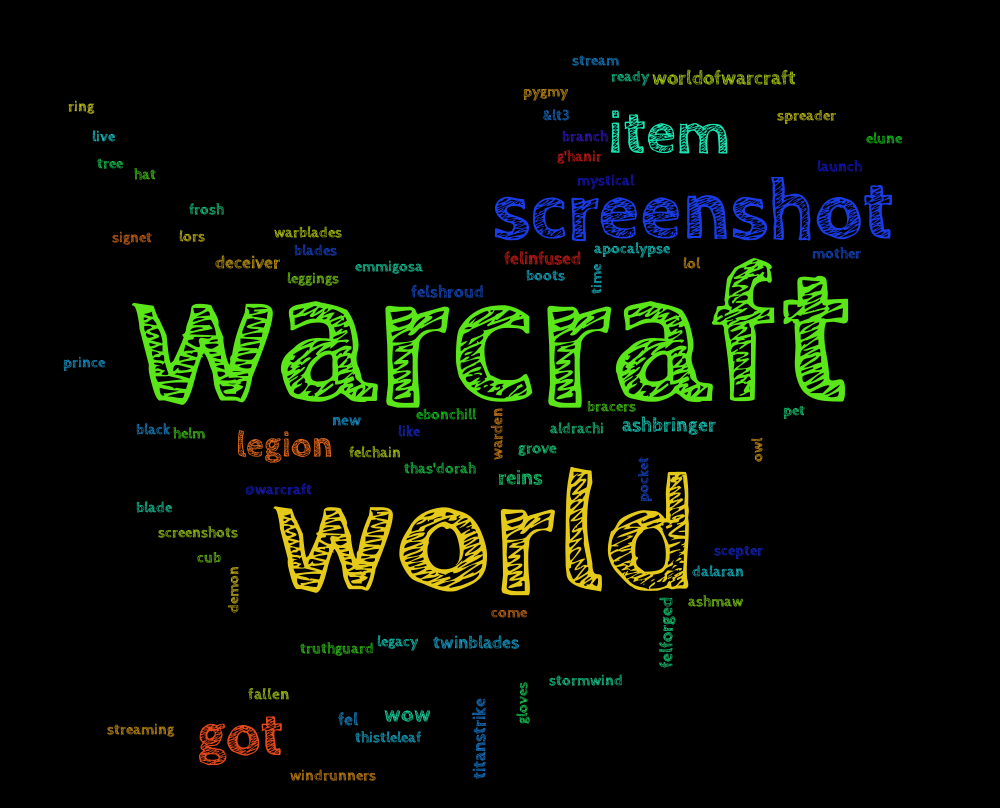 stream
ready worldofwarcraft
pygmy
ring
&lt3
spreader
live
branch
item
elune
g'hanir
tree
launch
hat
mystical
frosh
screenshot
signet
lors
warblades
blades
apocalypse
mother
deceiver
felinfused
lol
emmigosa
boots
time
leggings
felshroud
warcraft
prince
bracers
pet
ebonchill
new
warden
ashbringer
black
helm
like
aldrachi
legion
felchain
grove
owl
thas'dorah
reins
pocket
owarcraft
world
blade
screenshots
scepter
cub
dalaran
demon
ashmaw
come
felforged
truthguard
legacy
twinblades
stormwind
fallen
gloves
wow
fel
streaming
got
thistleleaf
titanstrike
windrunners